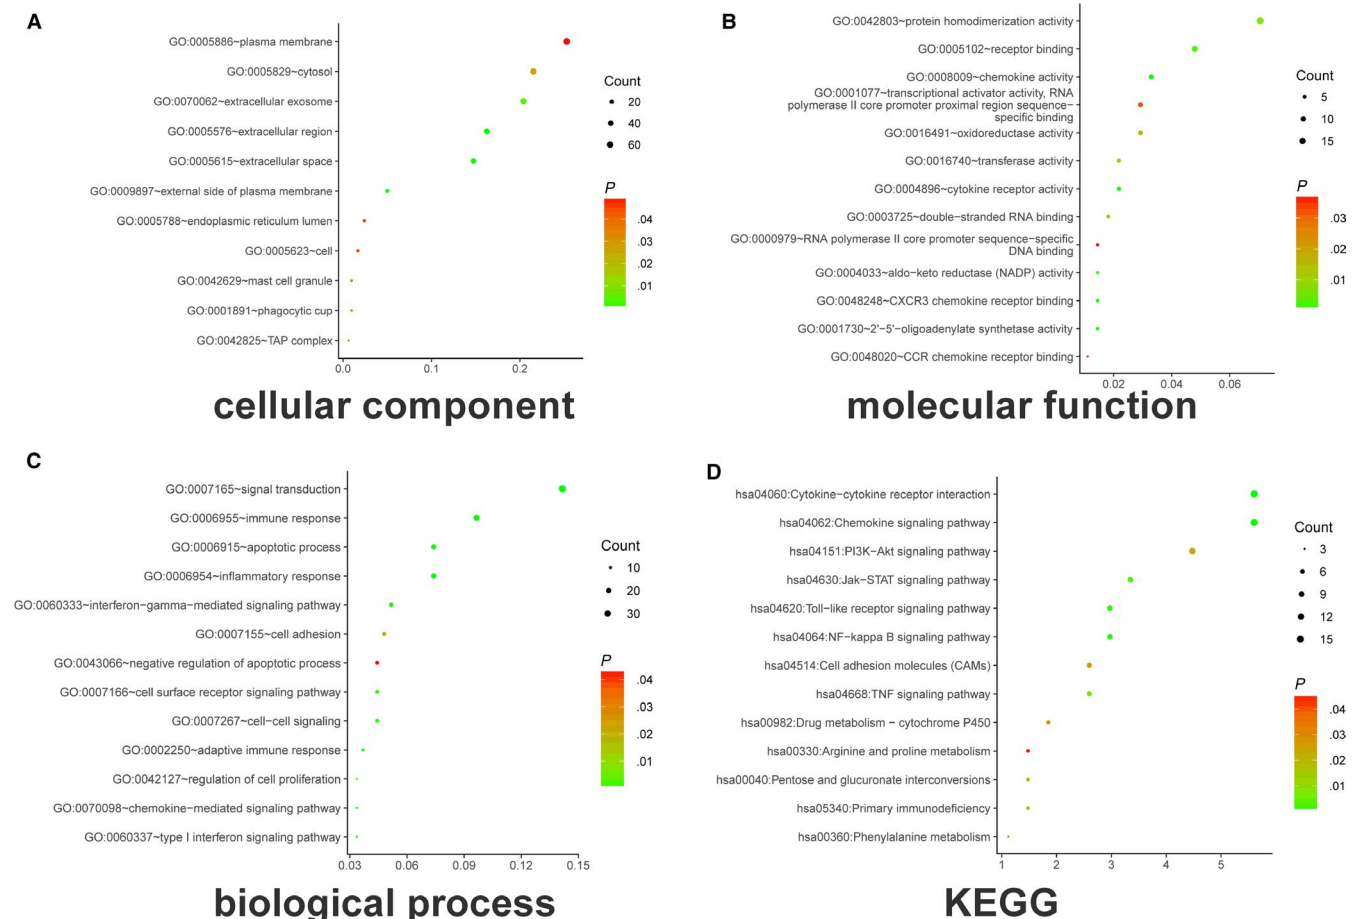 A
GO:0005886~plasma membrane
GO:0005829~cytosol
GO:0070062~extracellular exosome
GO:0005576~extracellular region
GO:0005615~extracellular space
GO:0009897~external side of plasma membrane
GO:0005788~endoplasmic reticulum lumen
GO:0005623~cell
GO:0042629~mast cell granule
GO:0001891~phagocytic cup
GO:0042825~TAP complex
0.0 0.1 0.2
Count
20
40
60
P
.04
.03
.02
.01
cellular component
B
GO:0042803~protein homodimerization activity
GO:0005102~receptor binding
GO:0008009~chemokine activity
GO:0001077~transcriptional activator activity, RNA
polymerase II core promoter proximal region sequence−
specific binding
GO:0016491~oxidoreductase activity
GO:0016740~transferase activity
GO:0004896~cytokine receptor activity
GO:0003725~double−stranded RNA binding
GO:0000979~RNA polymerase II core promoter sequence−specific
DNA binding
GO:0004033~aldo−keto reductase (NADP) activity
GO:0048248~CXCR3 chemokine receptor binding
GO:0001730~2'−5'−oligoadenylate synthetase activity
GO:0048020~CCR chemokine receptor binding
0.02 0.04 0.06
Count
5
10
15
P
.03
.02
.01
molecular function
C
GO:0007165~signal transduction
GO:0006955~immune response
GO:0006915~apoptotic process
GO:0006954~inflammatory response
GO:0060333~interferon−gamma−mediated signaling pathway
GO:0007155~cell adhesion
GO:0043066~negative regulation of apoptotic process
GO:0007166~cell surface receptor signaling pathway
GO:0007267~cell−cell signaling
GO:0002250~adaptive immune response
GO:0042127~regulation of cell proliferation
GO:0070098~chemokine−mediated signaling pathway
GO:0060337~type I interferon signaling pathway
0.03 0.06 0.09 0.12 0.15
Count
10
20
30
P
.04
.03
.02
.01
biological process
D
hsa04060:Cytokine−cytokine receptor interaction
hsa04062:Chemokine signaling pathway
hsa04151:PI3K−Akt signaling pathway
hsa04630:Jak−STAT signaling pathway
hsa04620:Toll−like receptor signaling pathway
hsa04064:NF−kappa B signaling pathway
hsa04514:Cell adhesion molecules (CAMs)
hsa04668:TNF signaling pathway
hsa00982:Drug metabolism − cytochrome P450
hsa00330:Arginine and proline metabolism
hsa00040:Pentose and glucuronate interconversions
hsa05340:Primary immunodeficiency
hsa00360:Phenylalanine metabolism
1 2 3 4 5
Count
3
6
9
12
15
P
.04
.03
.02
.01
KEGG